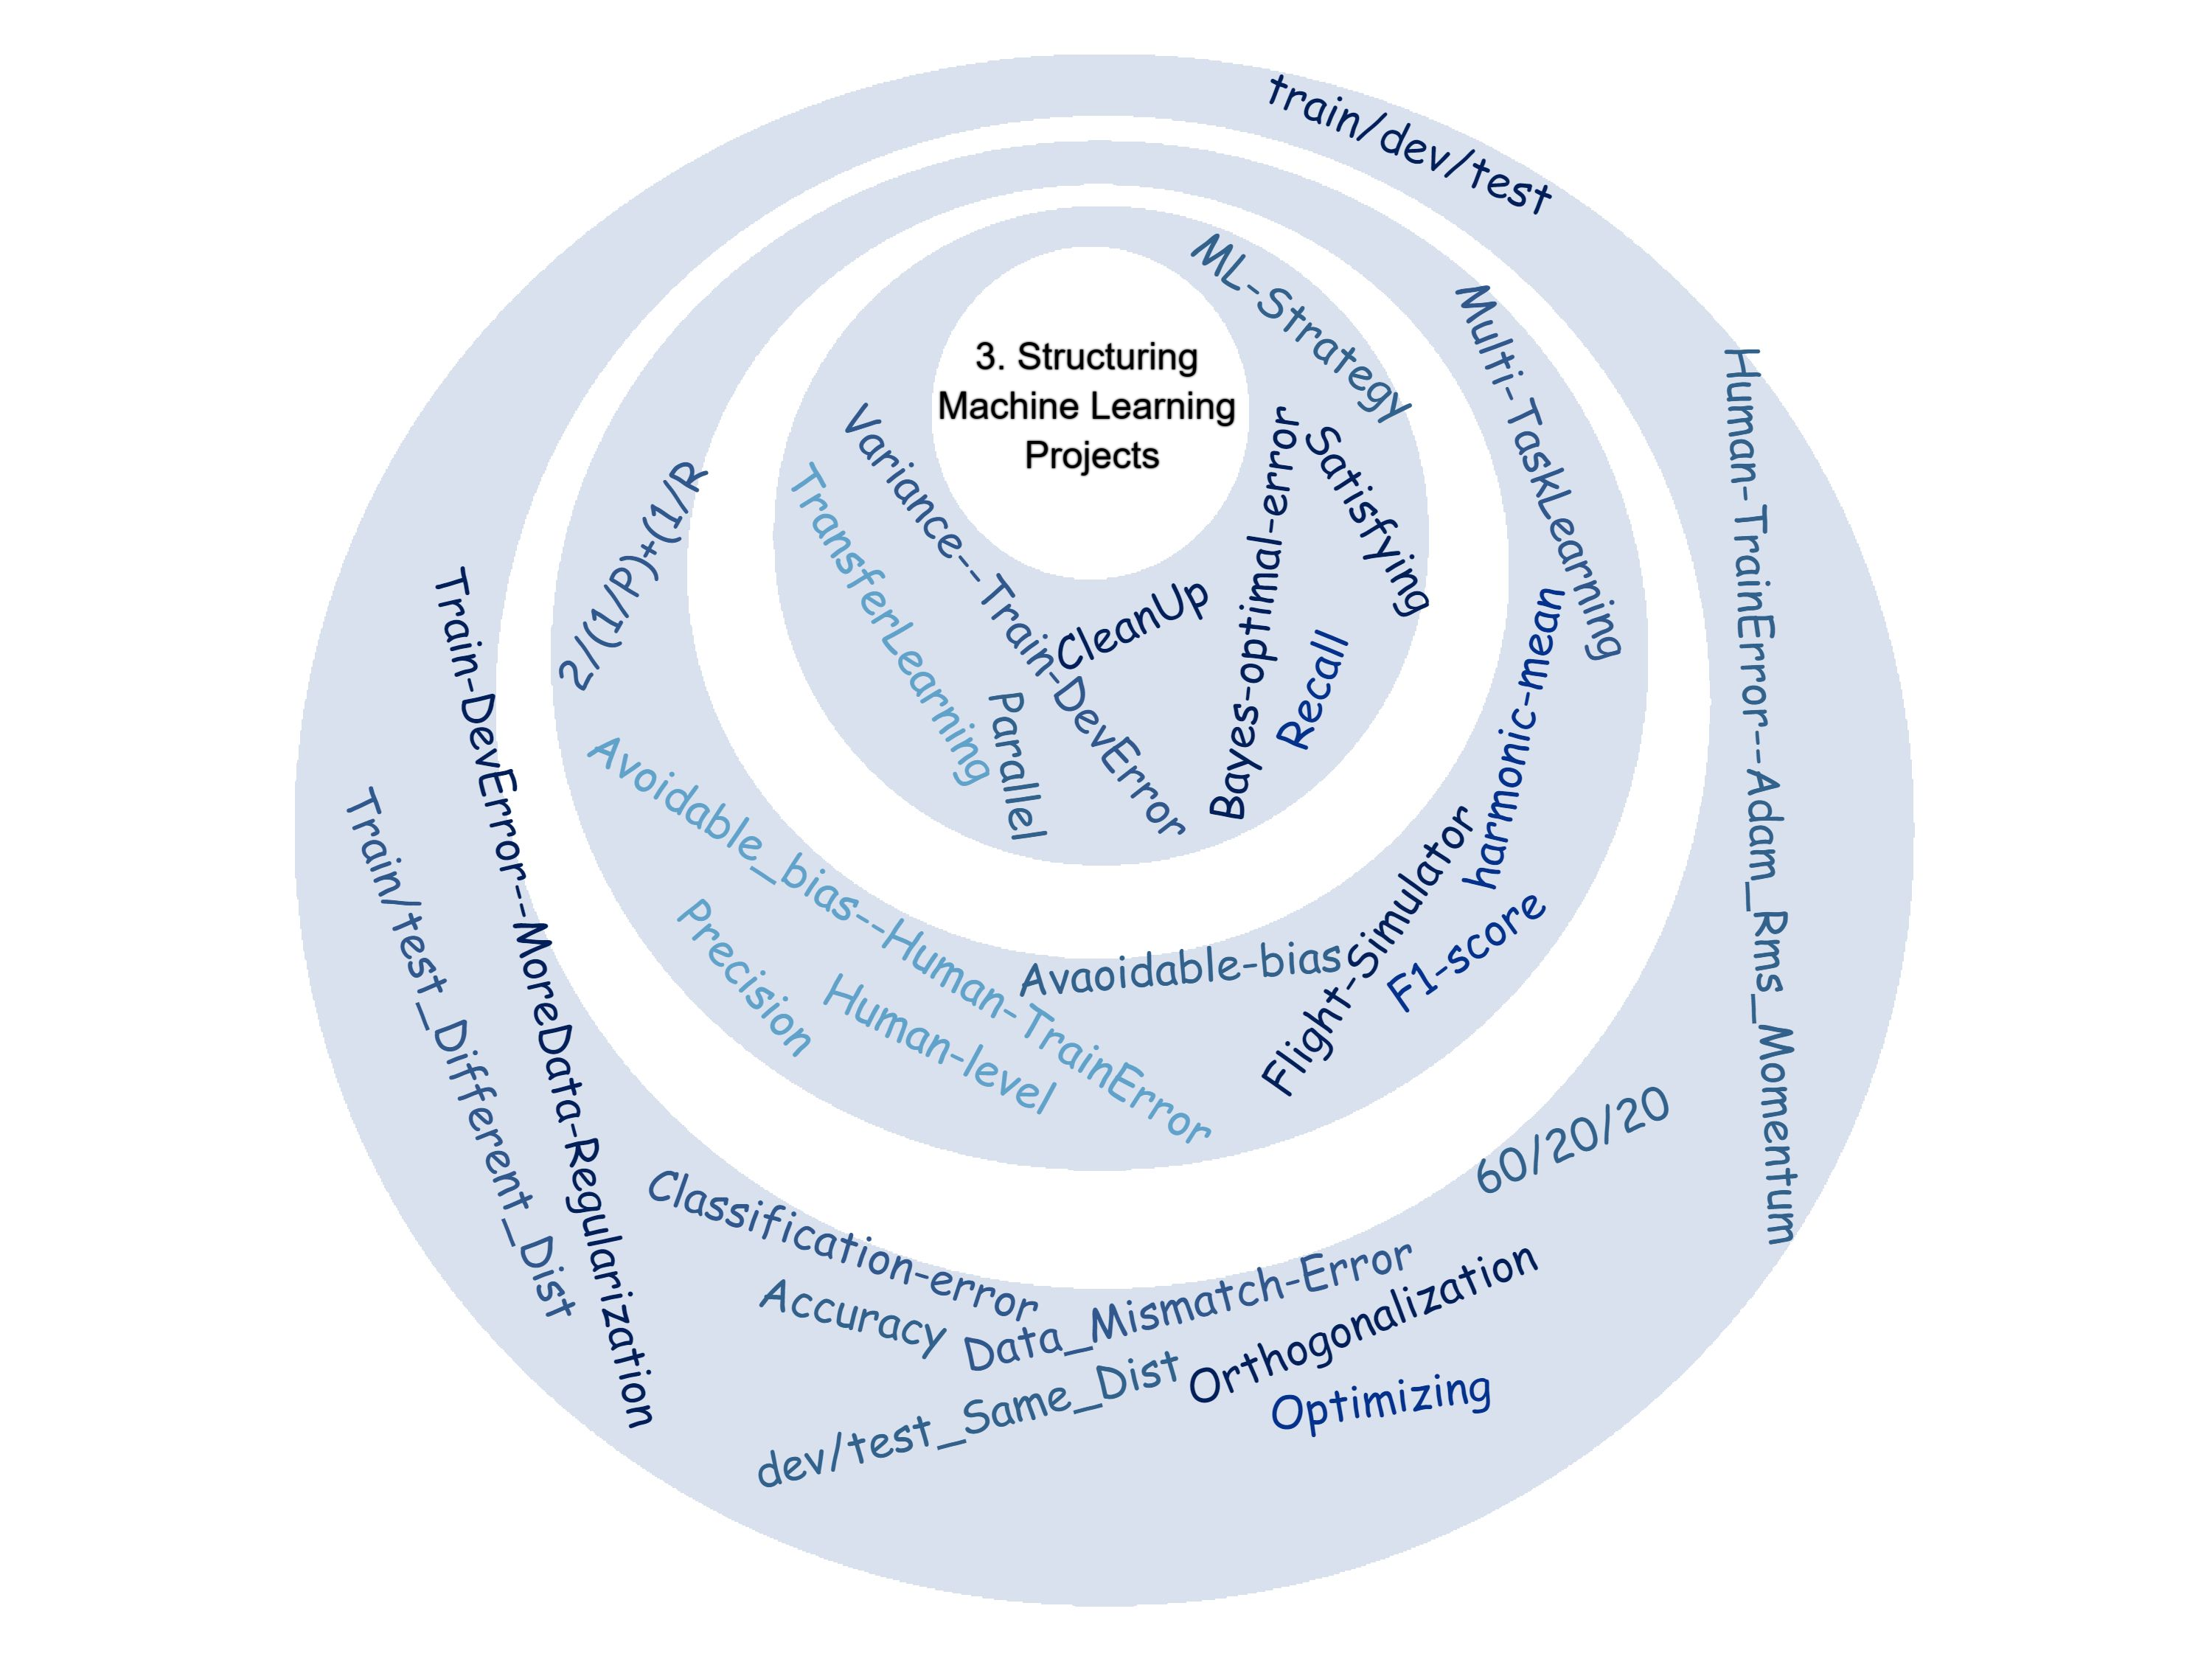 train/dev/test
ML-Strategy
Multi-TaskLearning
3. Structuring
Machine Learning
Projects
Human-TrainError--Adam_Rms_Momentum
Variance--Train-DevError
Bayes-optimal-error
Satisfying
TransferLearning
2/(1/P)+(1/R
CleanUp
Recall
Parallel
harmonic-mean
Train-DevError--MoreData-Regularization
Avoidable_bias--Human-TrainError
Train/test_Different_Dist
Flight-Simulator
Precision
F1-score
Avaoidable-bias
Human-level
60/20/20
Classification-error
Data_Mismatch-Error
Orthogonalization
Accuracy
dev/test_Same_Dist
Optimizing